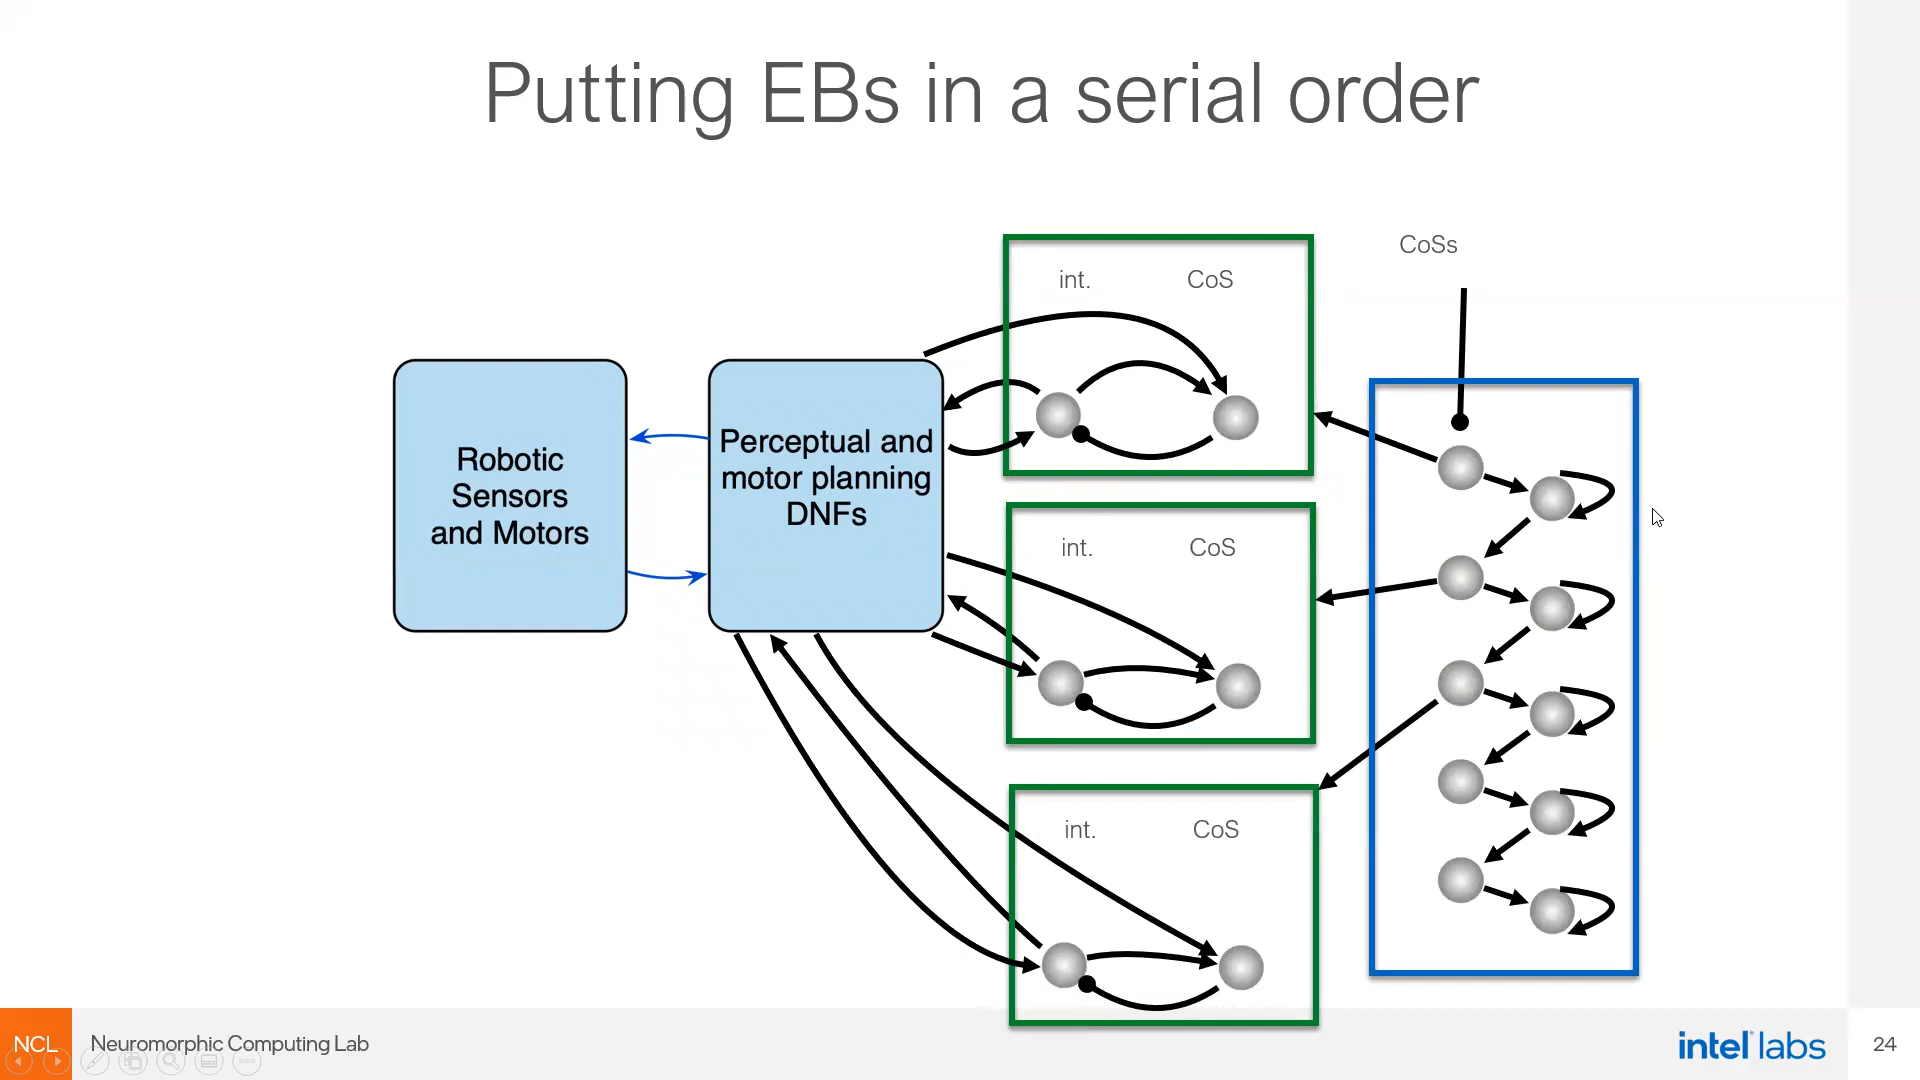 Putting EBs in a serial order
CoSs
int.
CoS
Robotic
Sensors
and Motors
Perceptual and
motor planning
DNFs
int.
CoS
int.
CoS
NCL
Neuromorphic Computing Lab
intel labs
24